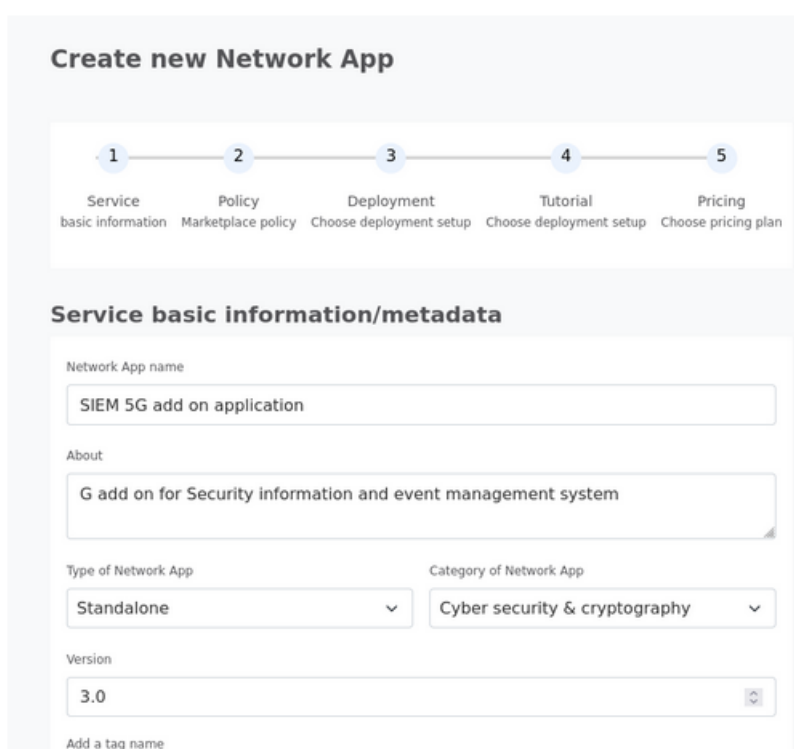 Create new Network App
1 2 3 4 5
Service Policy Deployment Tutorial Pricing
basic information Marketplace policy Choose deployment setup Choose deployment setup Choose pricing plan
Service basic information/metadata
Network App name
SIEM 5G add on application
About
G add on for Security information and event management system
Type of Network App Category of Network App
Standalone Cyber security & cryptography
Version
3.0
Add a tag name